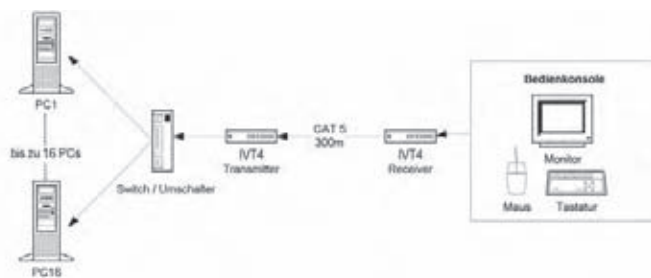 PC1
bis zu 16 PCs
PC16
Switch / Umschalter
IVT4
Transmitter
CAT 5
300m
IVT4
Receiver
Bedienkonsole
Monitor
Maus
Tastatur